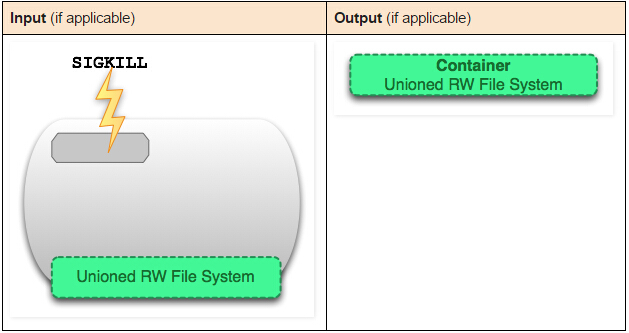 Input (if applicable)
Output (if applicable)
SIGKILL
Unioned RW File System
Container
Unioned RW File System